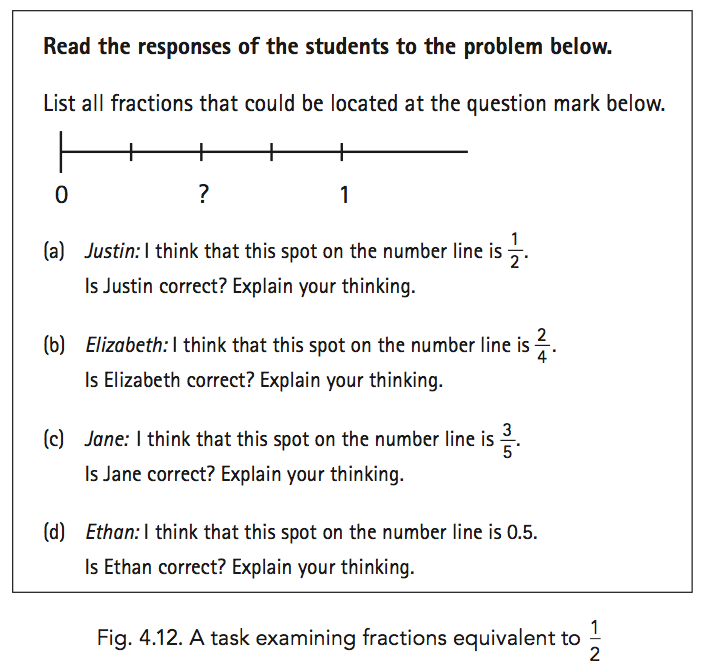 Read the responses of the students to the problem below.
List all fractions that could be located at the question mark below.
0 ? 1
(a) Justin: I think that this spot on the number line is 1/2.
Is Justin correct? Explain your thinking.
(b) Elizabeth: I think that this spot on the number line is 2/4.
Is Elizabeth correct? Explain your thinking.
(c) Jane: I think that this spot on the number line is 3/5.
Is Jane correct? Explain your thinking.
(d) Ethan: I think that this spot on the number line is 0.5.
Is Ethan correct? Explain your thinking.
Fig. 4.12. A task examining fractions equivalent to 1/2